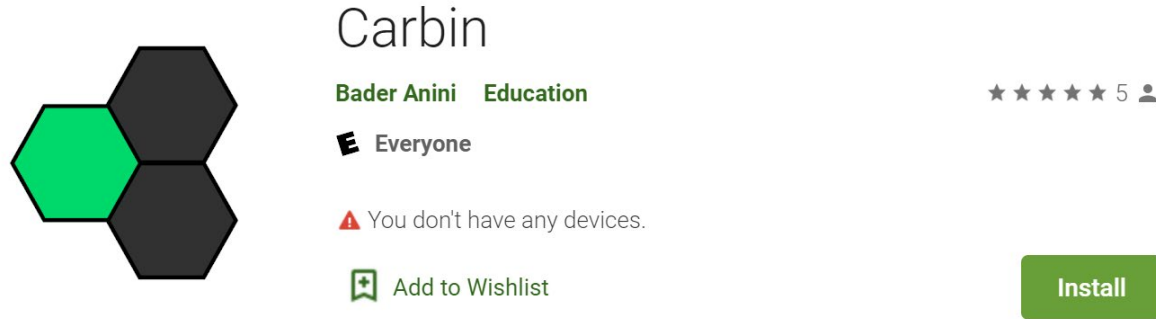 Carbin
Bader Anini Education 5
E Everyone
You don't have any devices.
Add to Wishlist Install